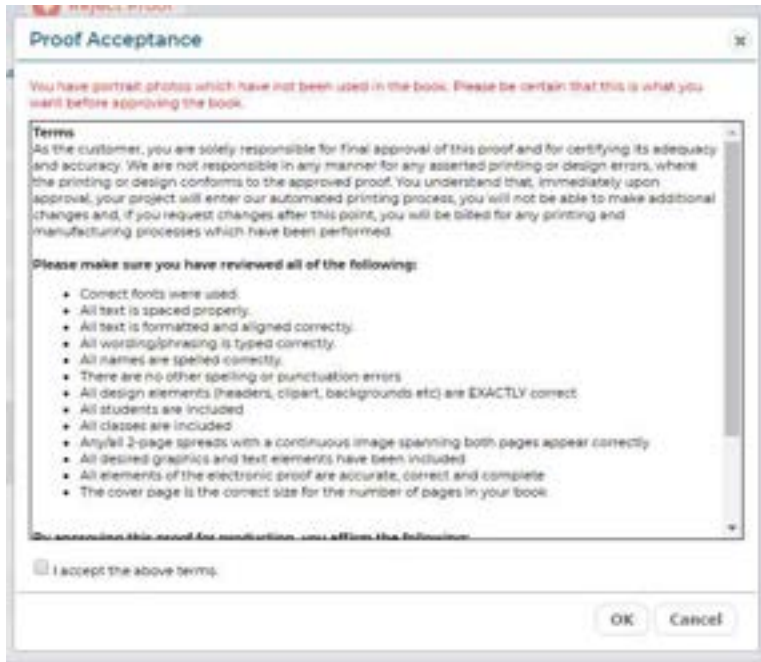 Reject Proof
Proof Acceptance
You have portrait photos which have not been used in the book. Please be certain that this is what you
want before approving the book.
Terms
As the customer, you are solely responsible for final approval of this proof and for certifying its adequacy
and accuracy. We are not responsible in any manner for any asserted printing or design errors, where
the printing or design conforms to the approved proof. You understand that, immediately upon
approval, your project will enter our automated printing process, you will not be able to make additional
changes and, if you request changes after this point, you will be billed for any printing and
manufacturing processes which have been performed.
Please make sure you have reviewed all of the following:
• Correct fonts were used.
• All text is spaced properly.
• All text is formatted and aligned correctly.
• All wording/phrasing is typed correctly.
• All names are spelled correctly.
• There are no other spelling or punctuation errors
• All design elements (headers, clipart, backgrounds etc) are EXACTLY correct
• All students are included
• All classes are included
• Any/all 2-page spreads with a continuous image spanning both pages appear correctly
• All desired graphics and text elements have been included
• All elements of the electronic proof are accurate, correct and complete
• The cover page is the correct size for the number of pages in your book
By approving this proof for production, you affirm the following:
I accept the above terms.
OK Cancel